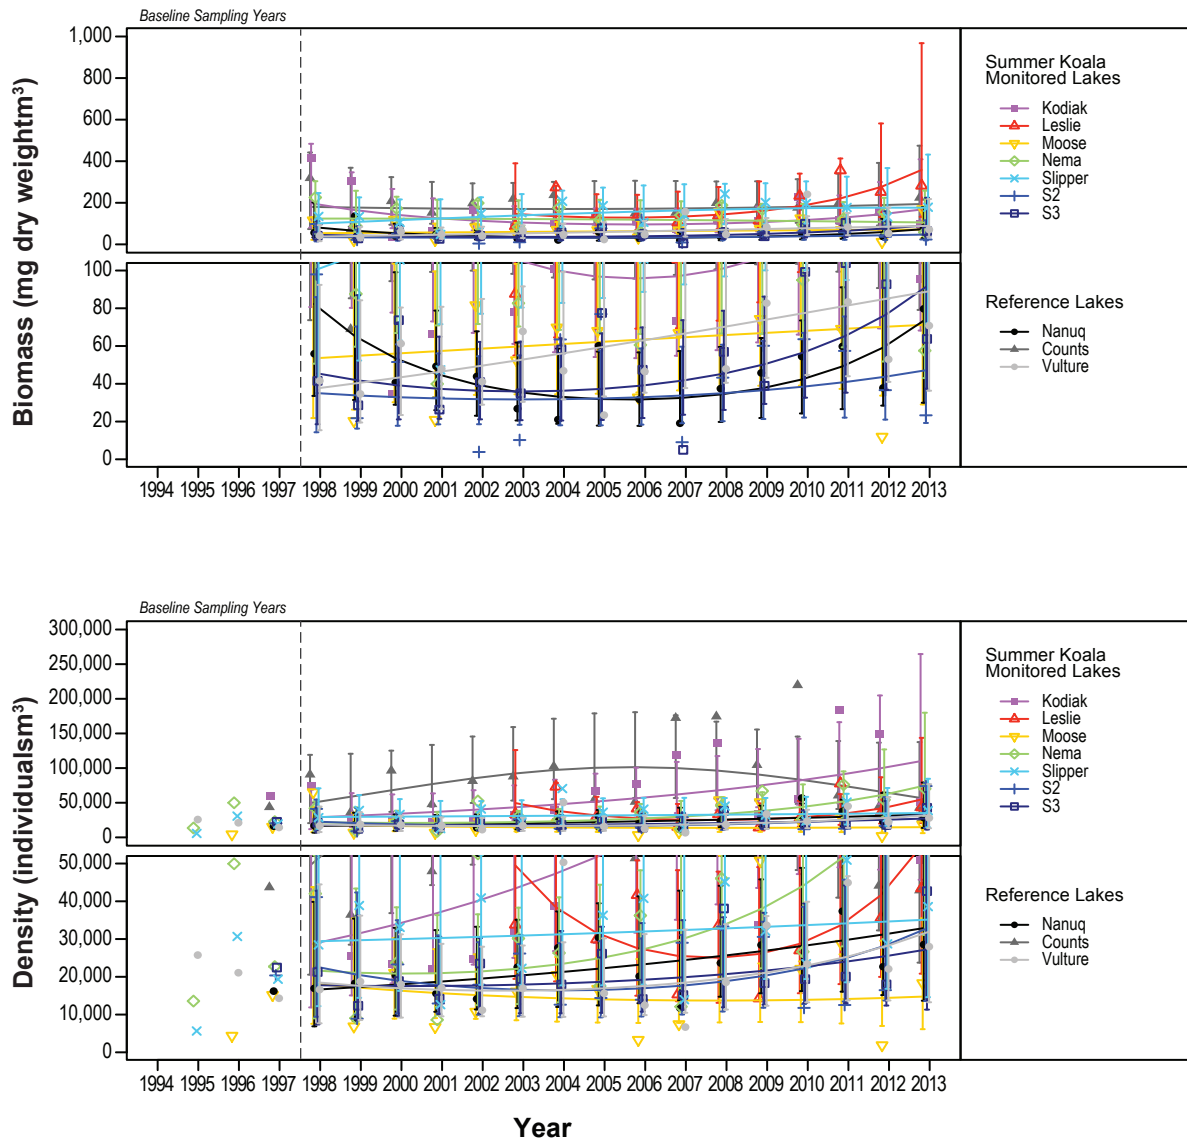 Baseline Sampling Years
Biomass (mg dry weightm³)
1,000
800
600
400
200
0
100
80
60
40
20
0
1994 1995 1996 1997 1998 1999 2000 2001 2002 2003 2004 2005 2006 2007 2008 2009 2010 2011 2012 2013
Summer Koala
Monitored Lakes
Kodiak
Leslie
Moose
Nema
Slipper
S2
S3
Reference Lakes
Nanuq
Counts
Vulture
Baseline Sampling Years
Density (individualsm³)
300,000
250,000
200,000
150,000
100,000
50,000
0
50,000
40,000
30,000
20,000
10,000
0
1994 1995 1996 1997 1998 1999 2000 2001 2002 2003 2004 2005 2006 2007 2008 2009 2010 2011 2012 2013
Summer Koala
Monitored Lakes
Kodiak
Leslie
Moose
Nema
Slipper
S2
S3
Reference Lakes
Nanuq
Counts
Vulture
Year